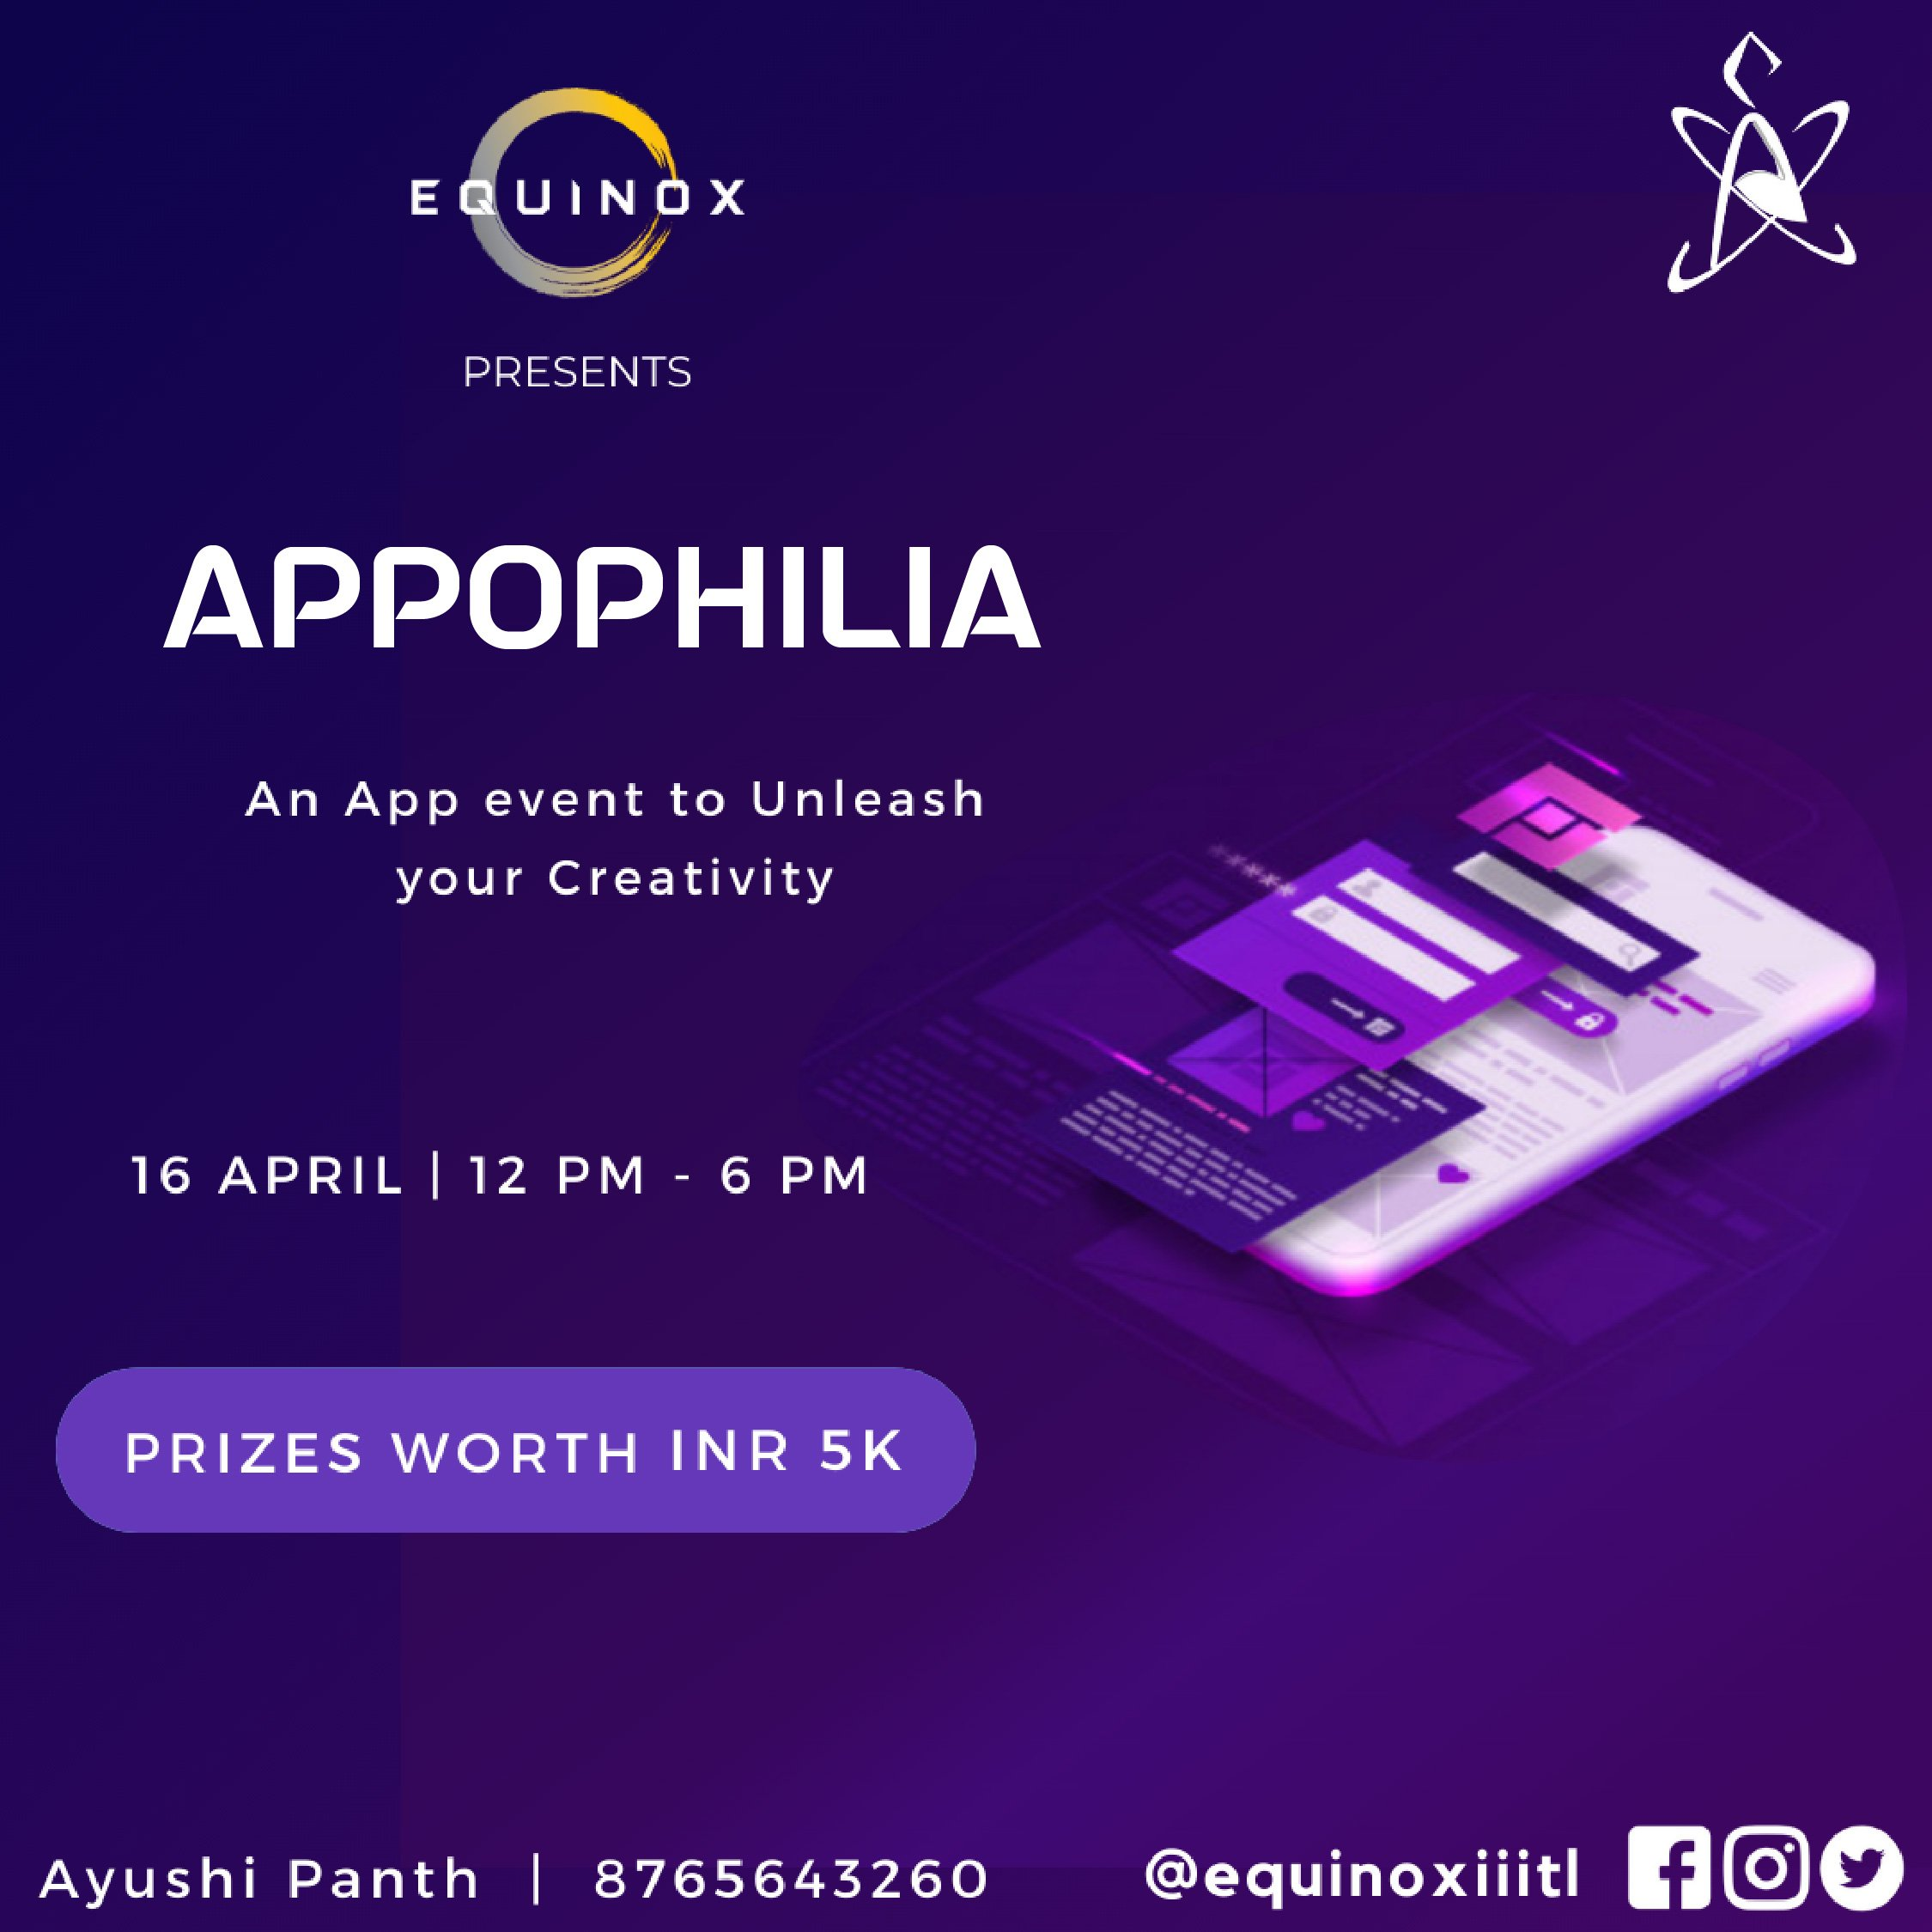 EQUINOX
PRESENTS
APPOPHILIA
An App event to Unleash
your Creativity
16 APRIL | 12 PM - 6 PM
PRIZES WORTH INR 5K
Ayushi Panth | 8765643260
@equinoxiiitl